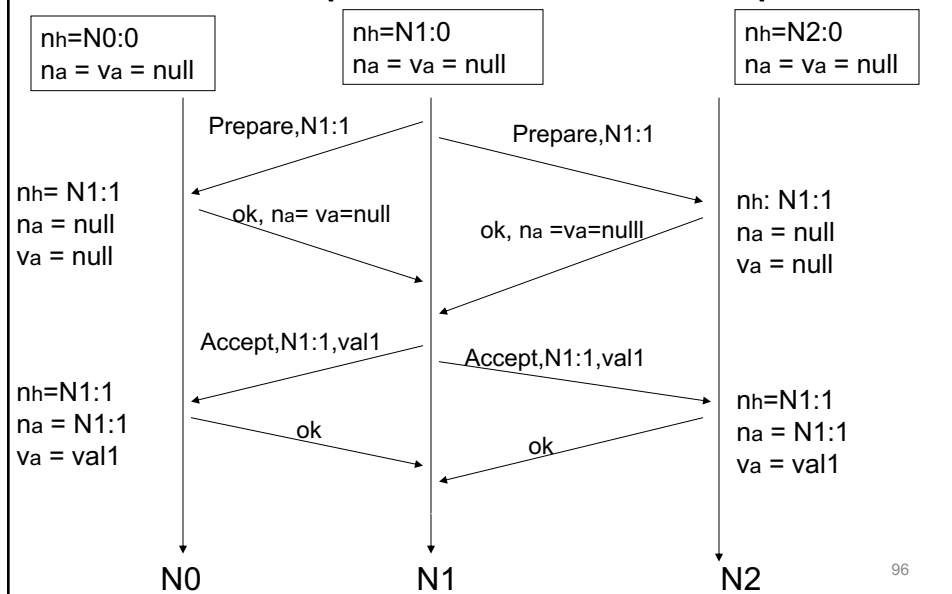 nh=N0:0
na = va = null
nh=N1:0
na = va = null
nh=N2:0
na = va = null
Prepare,N1:1
Prepare,N1:1
nh= N1:1
na = null
va = null
ok, na= va=null
ok, na =va=nulll
nh: N1:1
na = null
va = null
Accept,N1:1,val1
Accept,N1:1,val1
nh=N1:1
na = N1:1
va = val1
ok
ok
nh=N1:1
na = N1:1
va = val1
N0
N1
N2
96